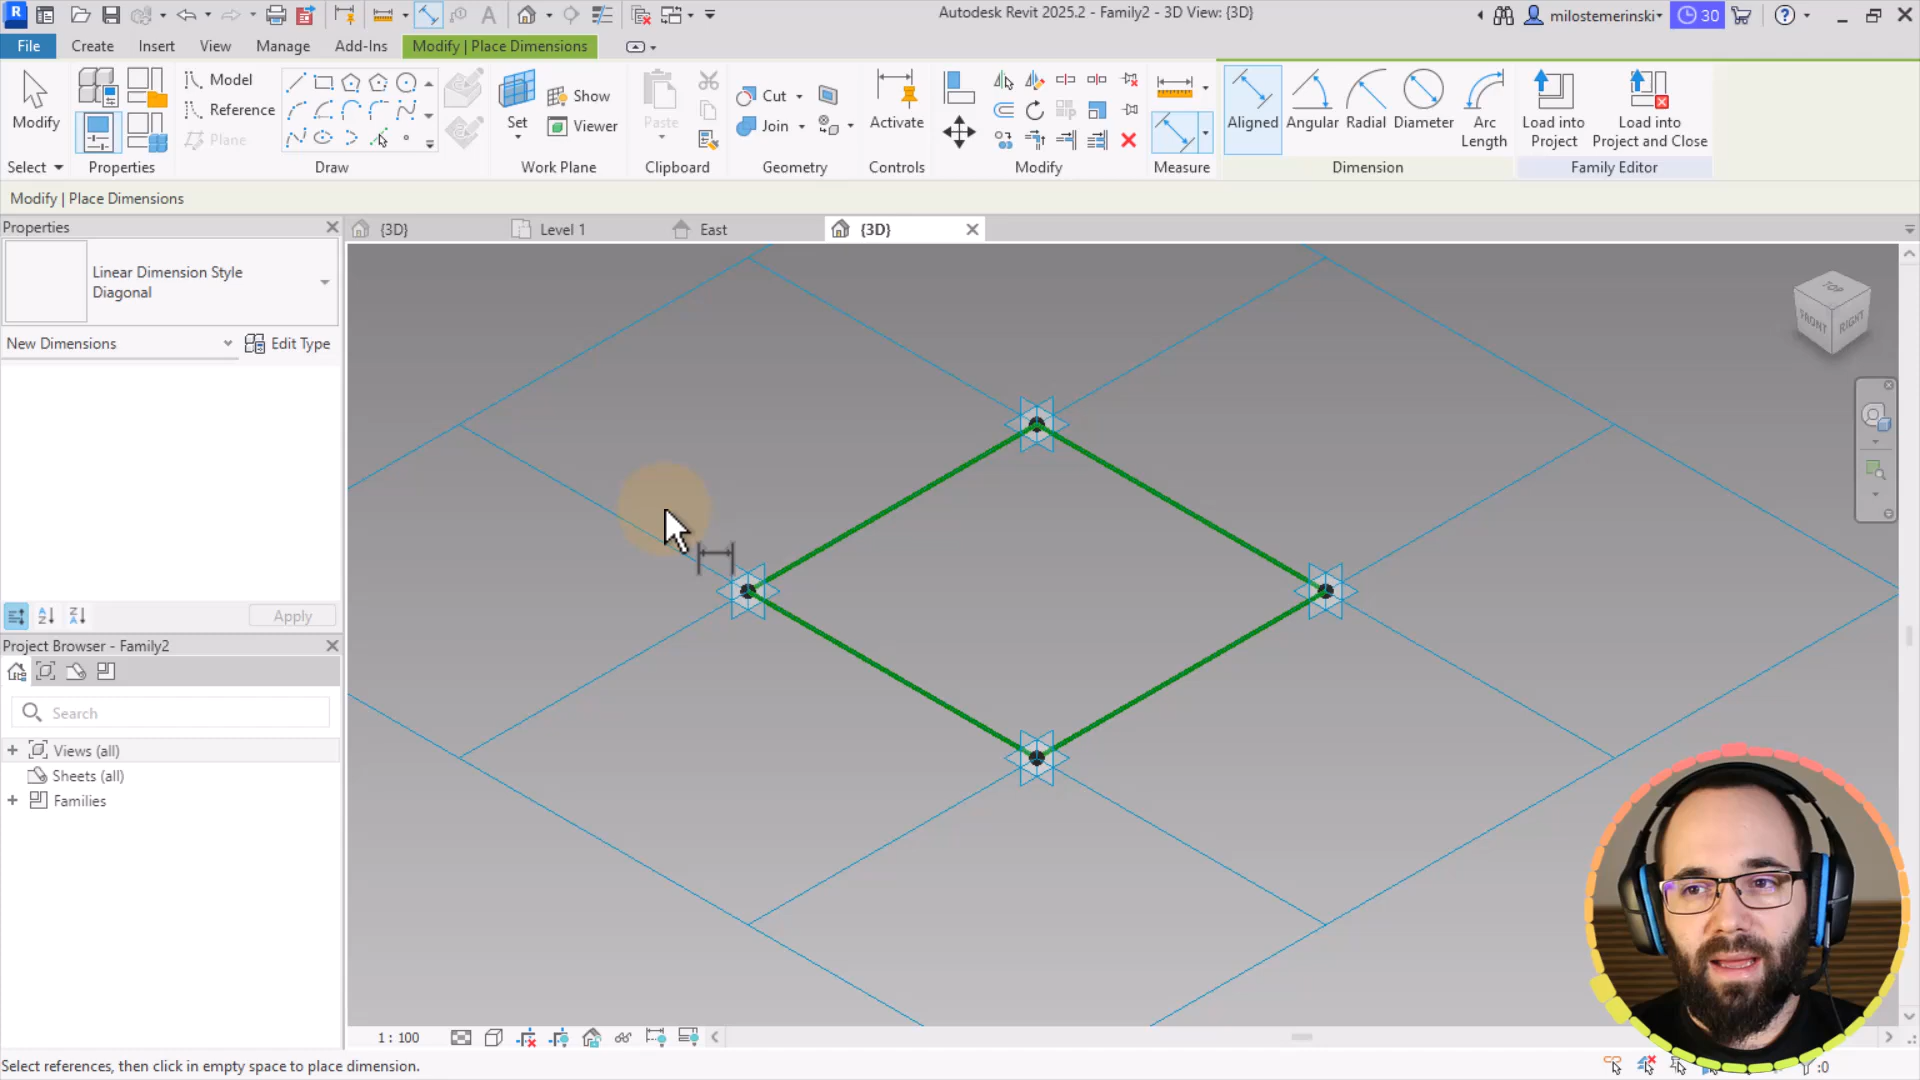 Autodesk Revit 2025.2 - Family2 - 3D View: {3D}
milostemerinski
30
File Create Insert View Manage Add-Ins Modify | Place Dimensions
Modify
Select
Properties
Model
Reference
Plane
Draw
Set
Show
Viewer
Work Plane
Paste
Clipboard
Cut
Join
Geometry
Activate
Controls
Modify
Measure
Aligned
Angular
Radial
Diameter
Arc
Length
Dimension
Load into
Project
Load into
Project and Close
Family Editor
Modify | Place Dimensions
Properties
{3D}
Level 1
East
{3D}
Linear Dimension Style
Diagonal
New Dimensions
Edit Type
TOP
FRONT
RIGHT
Apply
Project Browser - Family2
Search
Views (all)
Sheets (all)
Families
1 : 100
Select references, then click in empty space to place dimension.
:0